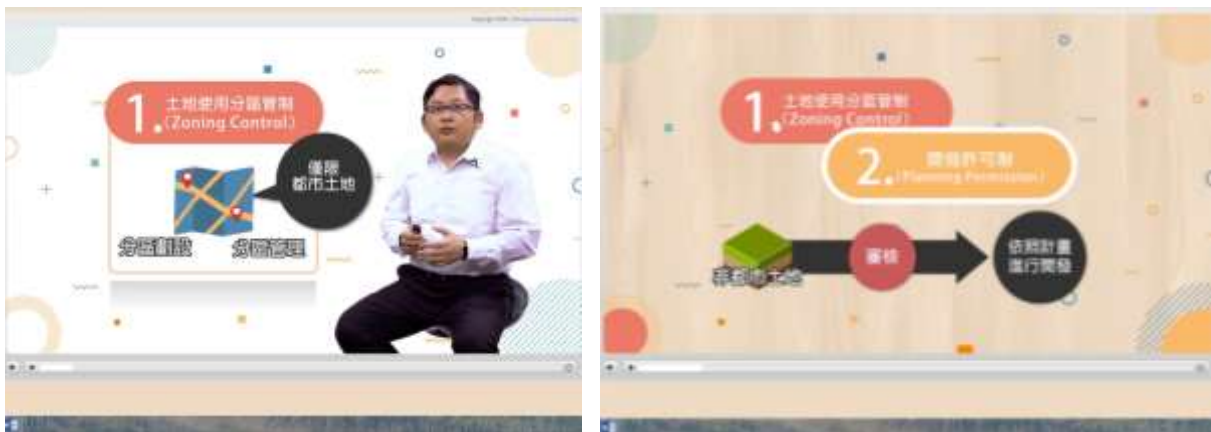 1.
土地使用分區管制
(Zoning Control)
僅限
都市土地
分區劃設 分區管理
1.
土地使用分區管制
(Zoning Control)
2.
開發許可制
(Planning Permission)
非都市土地
審核
依照計畫
進行開發